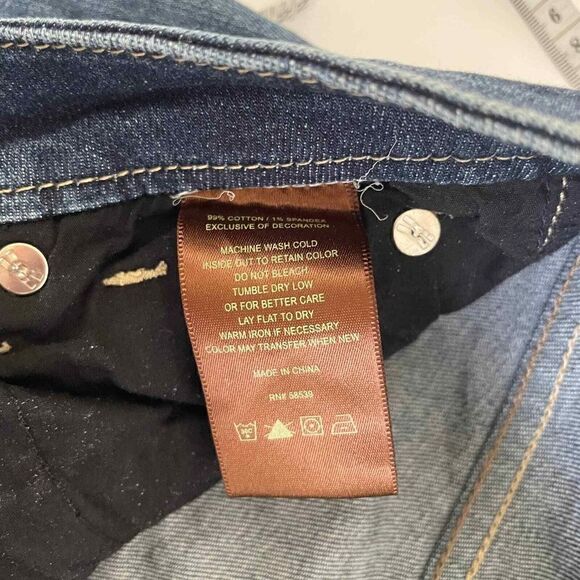 99% COTTON / 1% SPANDEX
EXCLUSIVE OF DECORATION
MACHINE WASH COLD
INSIDE OUT TO RETAIN COLOR
DO NOT BLEACH
TUMBLE DRY LOW
OR FOR BETTER CARE
LAY FLAT TO DRY
WARM IRON IF NECESSARY
COLOR MAY TRANSFER WHEN NEW
MADE IN CHINA
RN# 58539